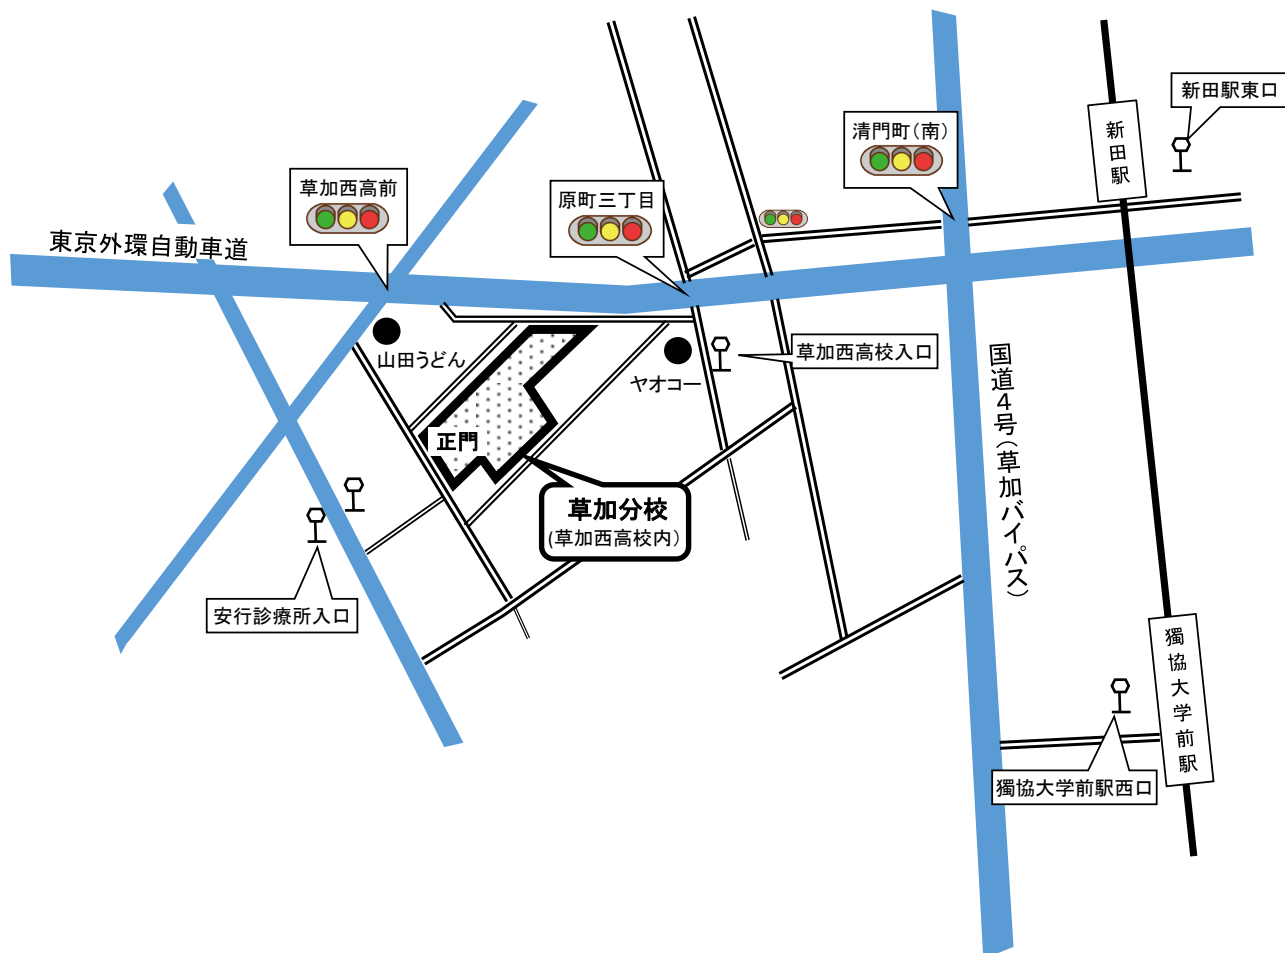 新田駅東口
清門町(南)
新田駅
草加西高前
原町三丁目
東京外環自動車道
山田うどん
ヤオコー
草加西高校入口
国道4号(草加バイパス)
正門
草加分校
(草加西高校内)
安行診療所入口
獨協大学前駅
獨協大学前駅西口